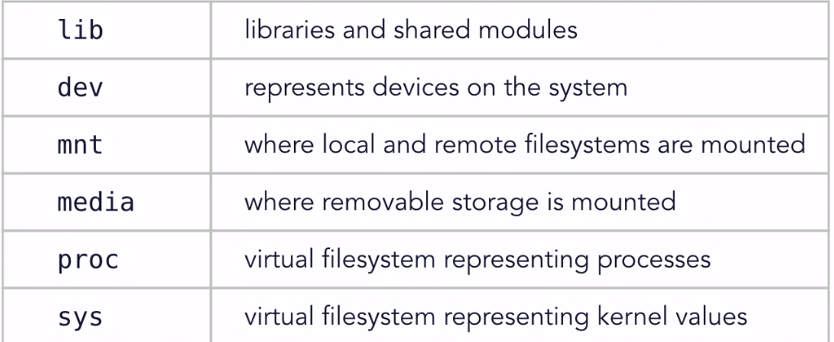 lib libraries and shared modules
dev represents devices on the system
mnt where local and remote filesystems are mounted
media where removable storage is mounted
proc virtual filesystem representing processes
sys virtual filesystem representing kernel values